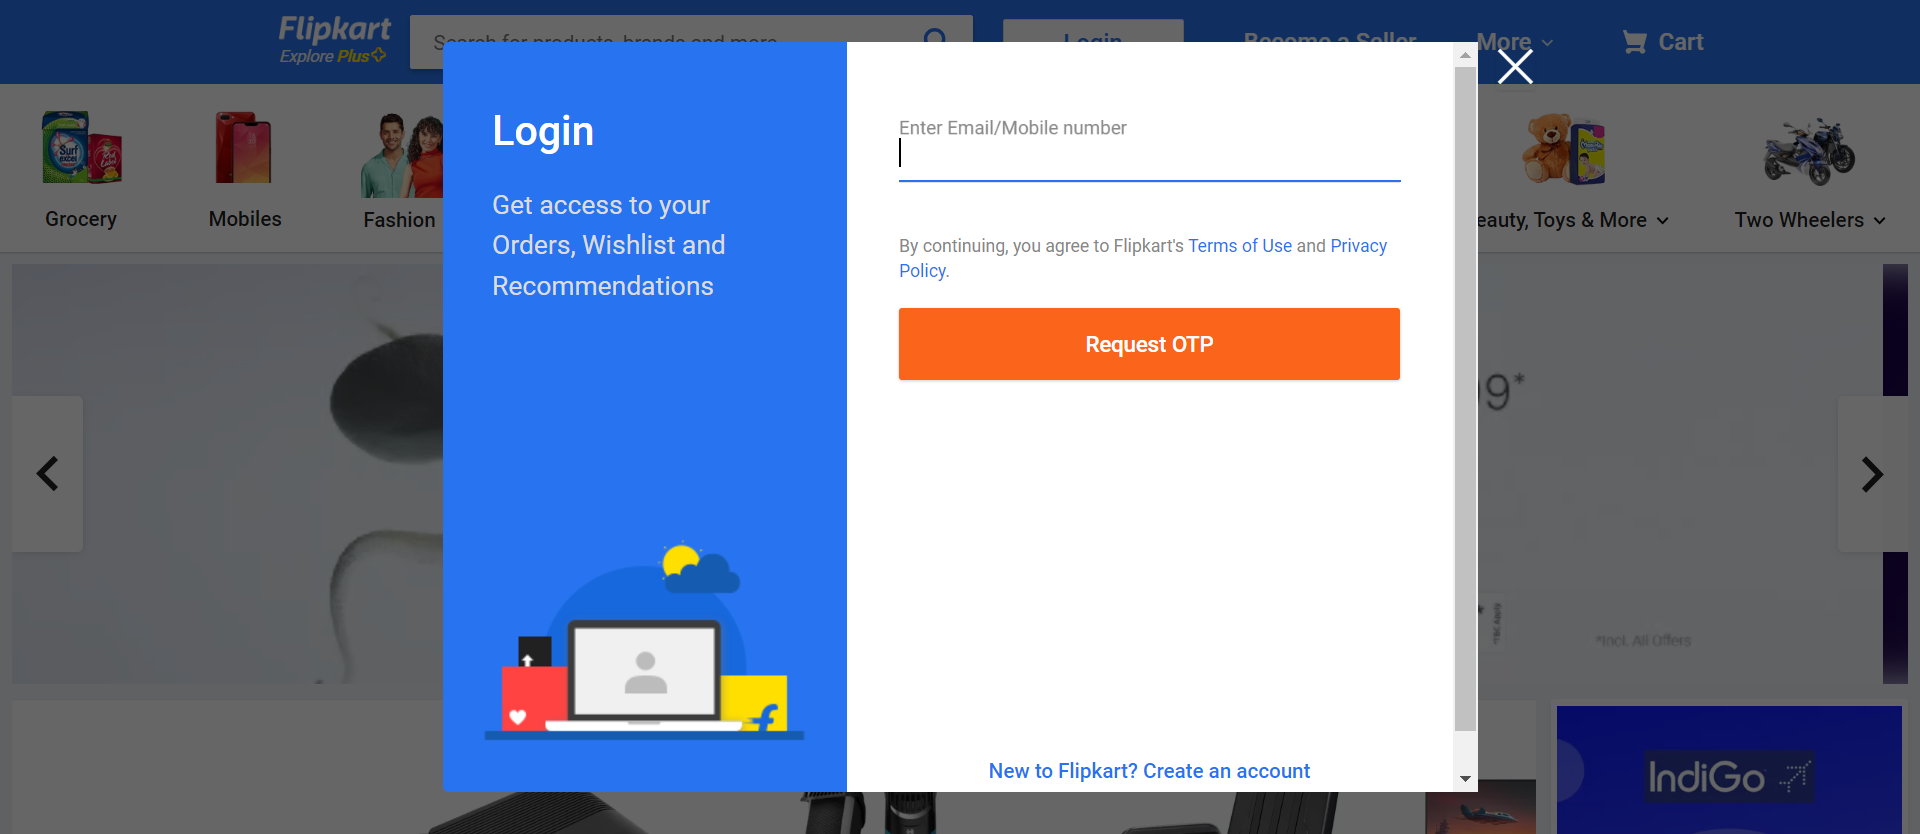 Flipkart
Explore Plus
Search for products, brands and more
Login
Become a Seller
More
Cart
Surf
excel
Grocery
Mobiles
Fashion
eauty, Toys & More
Two Wheelers
Login
Get access to your
Orders, Wishlist and
Recommendations
Enter Email/Mobile number
By continuing, you agree to Flipkart's Terms of Use and Privacy
Policy.
Request OTP
New to Flipkart? Create an account
9*
*Incl. All Offers
IndiGo